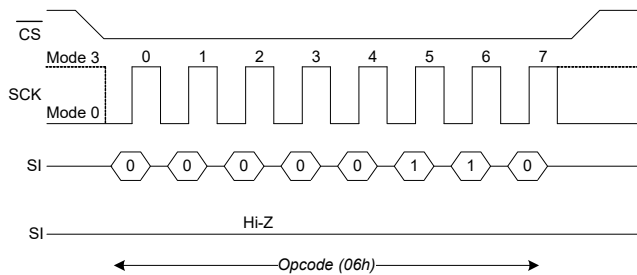 CS
Mode 3 0 1 2 3 4 5 6 7
SCK
Mode 0
SI 0 0 0 0 0 1 1 0
Hi-Z
SI
Opcode (06h)